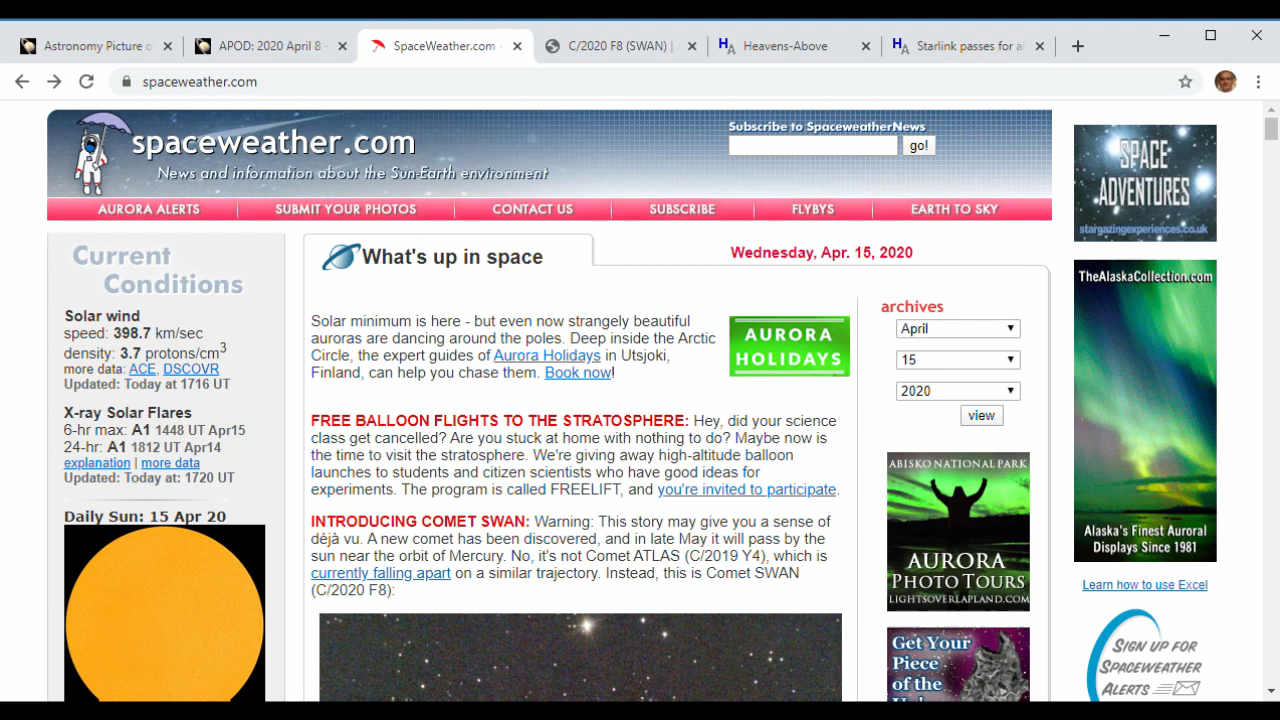 Astronomy Picture o
APOD: 2020 April 8 -
SpaceWeather.com
C/2020 F8 (SWAN) |
Heavens-Above
Starlink passes for al
spaceweather.com
spaceweather.com
News and information about the Sun-Earth environment
Subscribe to SpaceweatherNews
go!
AURORA ALERTS
SUBMIT YOUR PHOTOS
CONTACT US
SUBSCRIBE
FLYBYS
EARTH TO SKY
Current
Conditions
Solar wind
speed: 398.7 km/sec
density: 3.7 protons/cm3
more data: ACE, DSCOVR
Updated: Today at 1716 UT
X-ray Solar Flares
6-hr max: A1 1448 UT Apr15
24-hr: A1 1812 UT Apr14
explanation | more data
Updated: Today at: 1720 UT
Daily Sun: 15 Apr 20
What's up in space
Wednesday, Apr. 15, 2020
Solar minimum is here - but even now strangely beautiful
auroras are dancing around the poles. Deep inside the Arctic
Circle, the expert guides of Aurora Holidays in Utsjoki,
Finland, can help you chase them. Book now!
AURORA
HOLIDAYS
FREE BALLOON FLIGHTS TO THE STRATOSPHERE: Hey, did your science
class get cancelled? Are you stuck at home with nothing to do? Maybe now is
the time to visit the stratosphere. We're giving away high-altitude balloon
launches to students and citizen scientists who have good ideas for
experiments. The program is called FREELIFT, and you're invited to participate.
INTRODUCING COMET SWAN: Warning: This story may give you a sense of
déjà vu. A new comet has been discovered, and in late May it will pass by the
sun near the orbit of Mercury. No, it's not Comet ATLAS (C/2019 Y4), which is
currently falling apart on a similar trajectory. Instead, this is Comet SWAN
(C/2020 F8):
archives
April
15
2020
view
ABISKO NATIONAL PARK
AURORA
PHOTO TOURS
LIGHTSOVERLAPLAND.COM
Get Your
Piece
of the
SPACE
ADVENTURES
stargazingexperiences.co.uk
TheAlaskaCollection.com
Alaska's Finest Auroral
Displays Since 1981
Learn how to use Excel
SIGN UP FOR
SPACEWEATHER
ALERTS